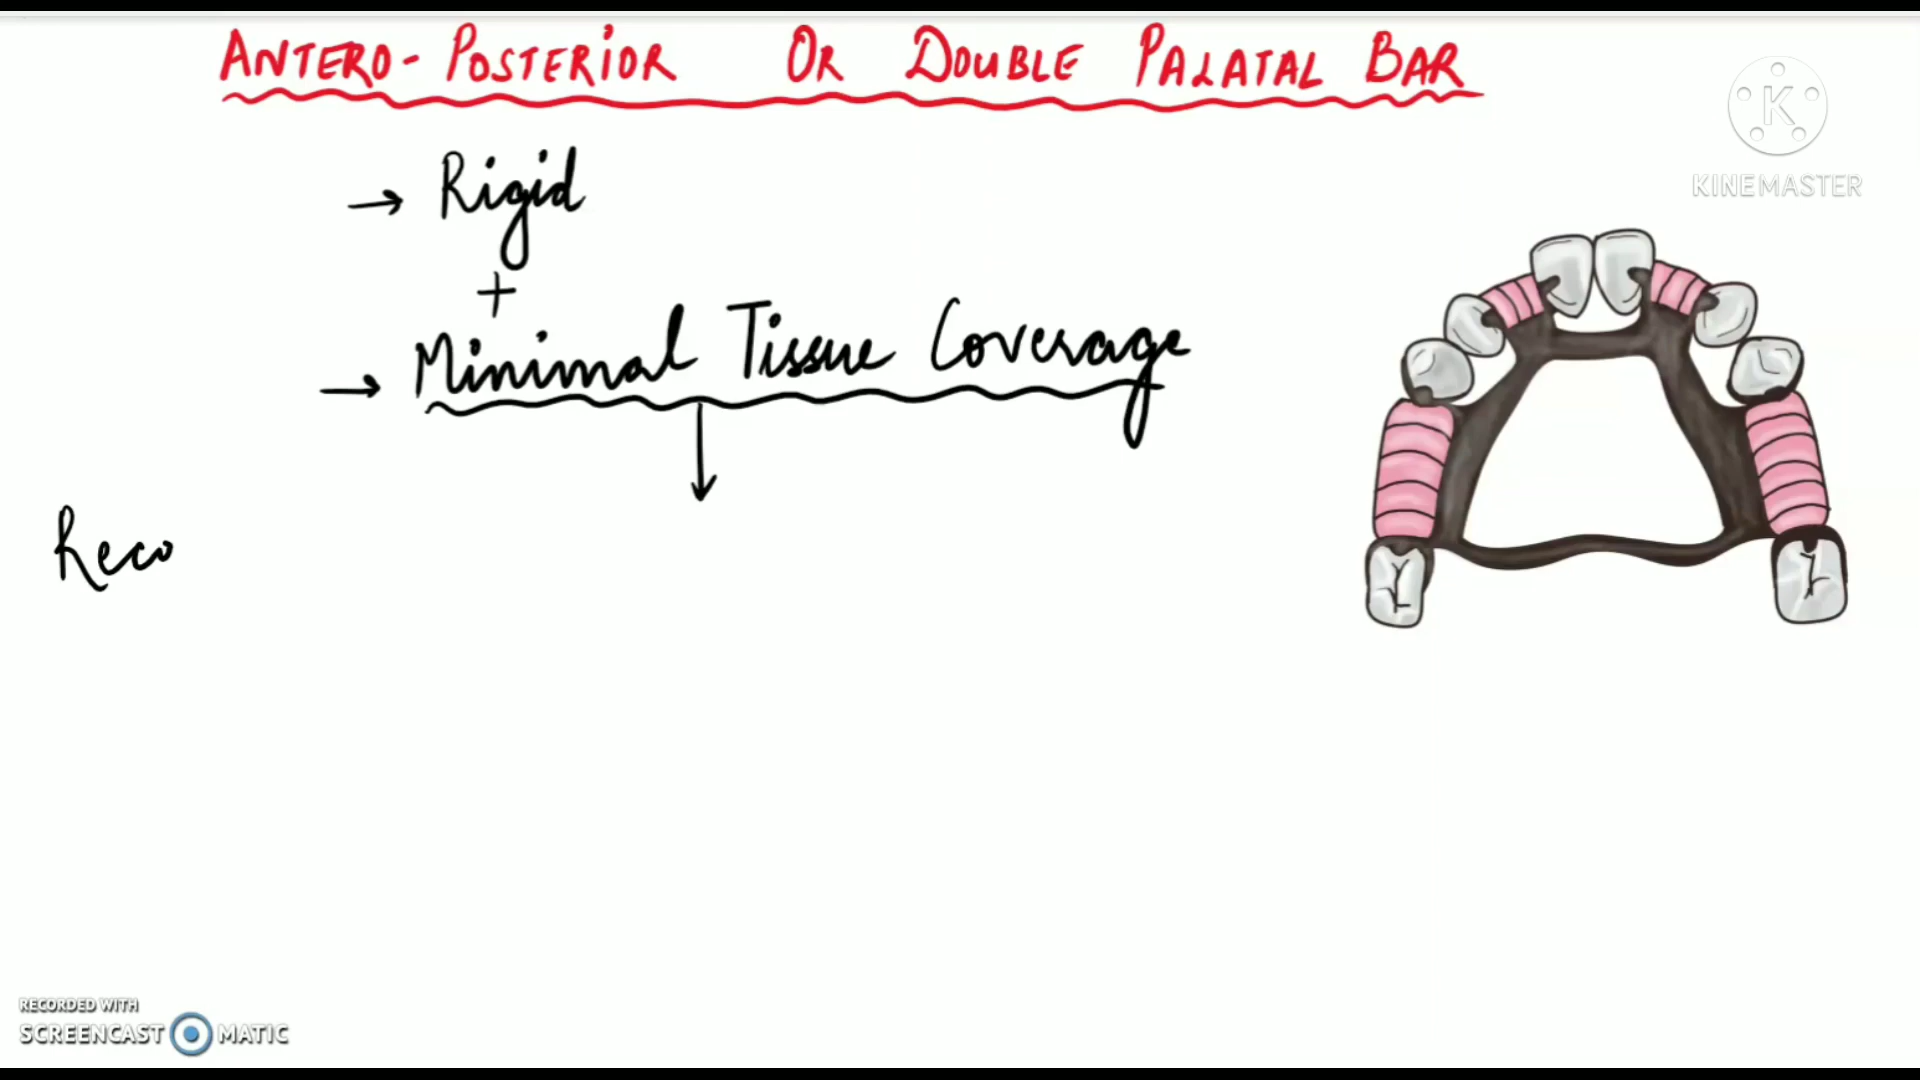 ANTERO-POSTERIOR OR DOUBLE PALATAL BAR
K
KINEMASTER
→ Rigid
+
→ Minimal Tissue Coverage
Reco
RECORDED WITH
SCREENCAST MATIC